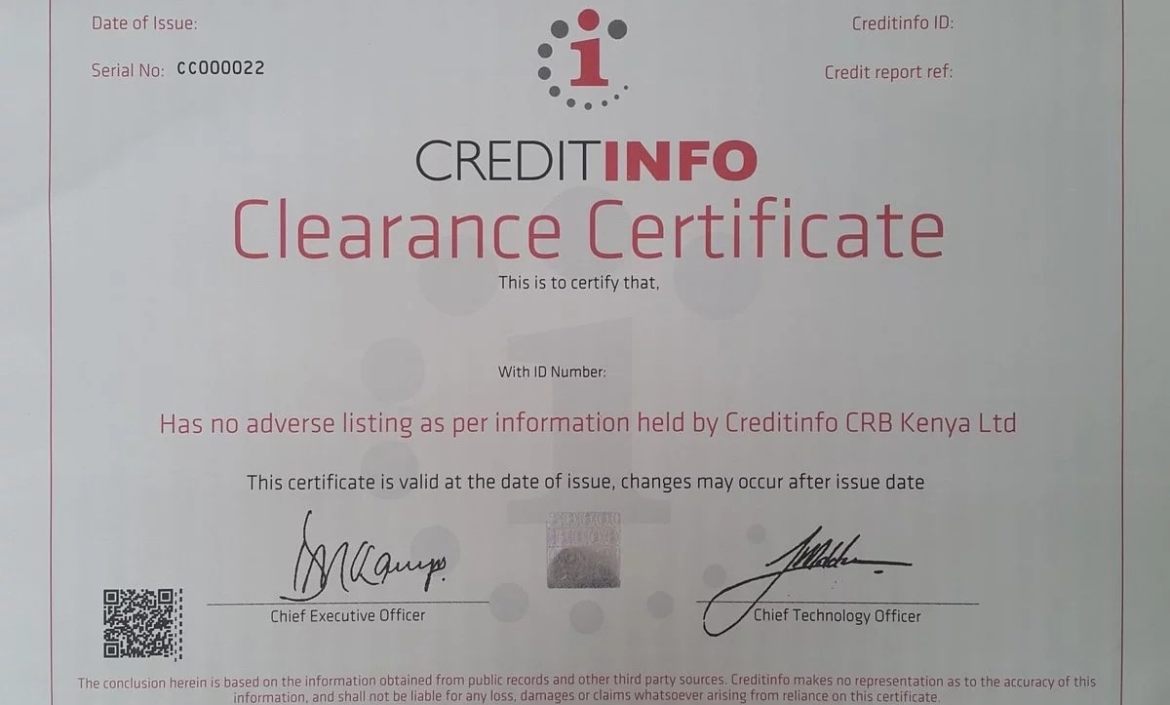 Date of Issue:
Creditinfo ID:
Serial No: CC000022
Credit report ref:
CREDITINFO
Clearance Certificate
This is to certify that,
With ID Number:
Has no adverse listing as per information held by Creditinfo CRB Kenya Ltd
This certificate is valid at the date of issue, changes may occur after issue date
Chief Executive Officer
Chief Technology Officer
The conclusion herein is based on the information obtained from public records and other third party sources. Creditinfo makes no representation as to the accuracy of this
information, and shall not be liable for any loss, damages or claims whatsoever arising from reliance on this certificate.